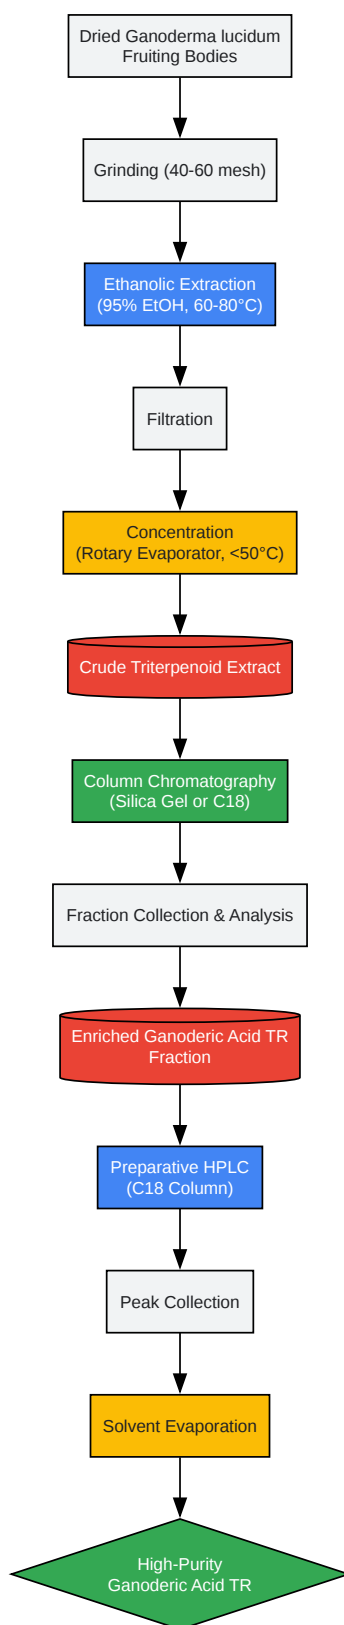 Dried Ganoderma lucidum
Fruiting Bodies
Grinding (40-60 mesh)
Ethanolic Extraction
(95% EtOH, 60-80°C)
Filtration
Concentration
(Rotary Evaporator, <50°C)
Crude Triterpenoid Extract
Column Chromatography
(Silica Gel or C18)
Fraction Collection & Analysis
Enriched Ganoderic Acid TR
Fraction
Preparative HPLC
(C18 Column)
Peak Collection
Solvent Evaporation
High-Purity
Ganoderic Acid TR